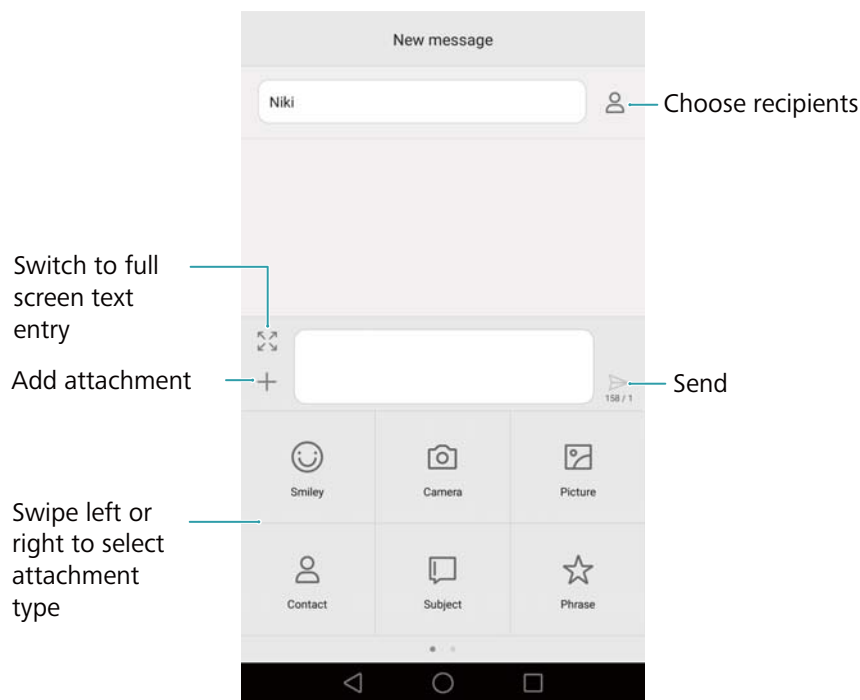 New message
Niki
Choose recipients
Switch to full
screen text
entry
Add attachment
Send
158 / 1
Smiley
Camera
Picture
Swipe left or
right to select
attachment
type
Contact
Subject
Phrase